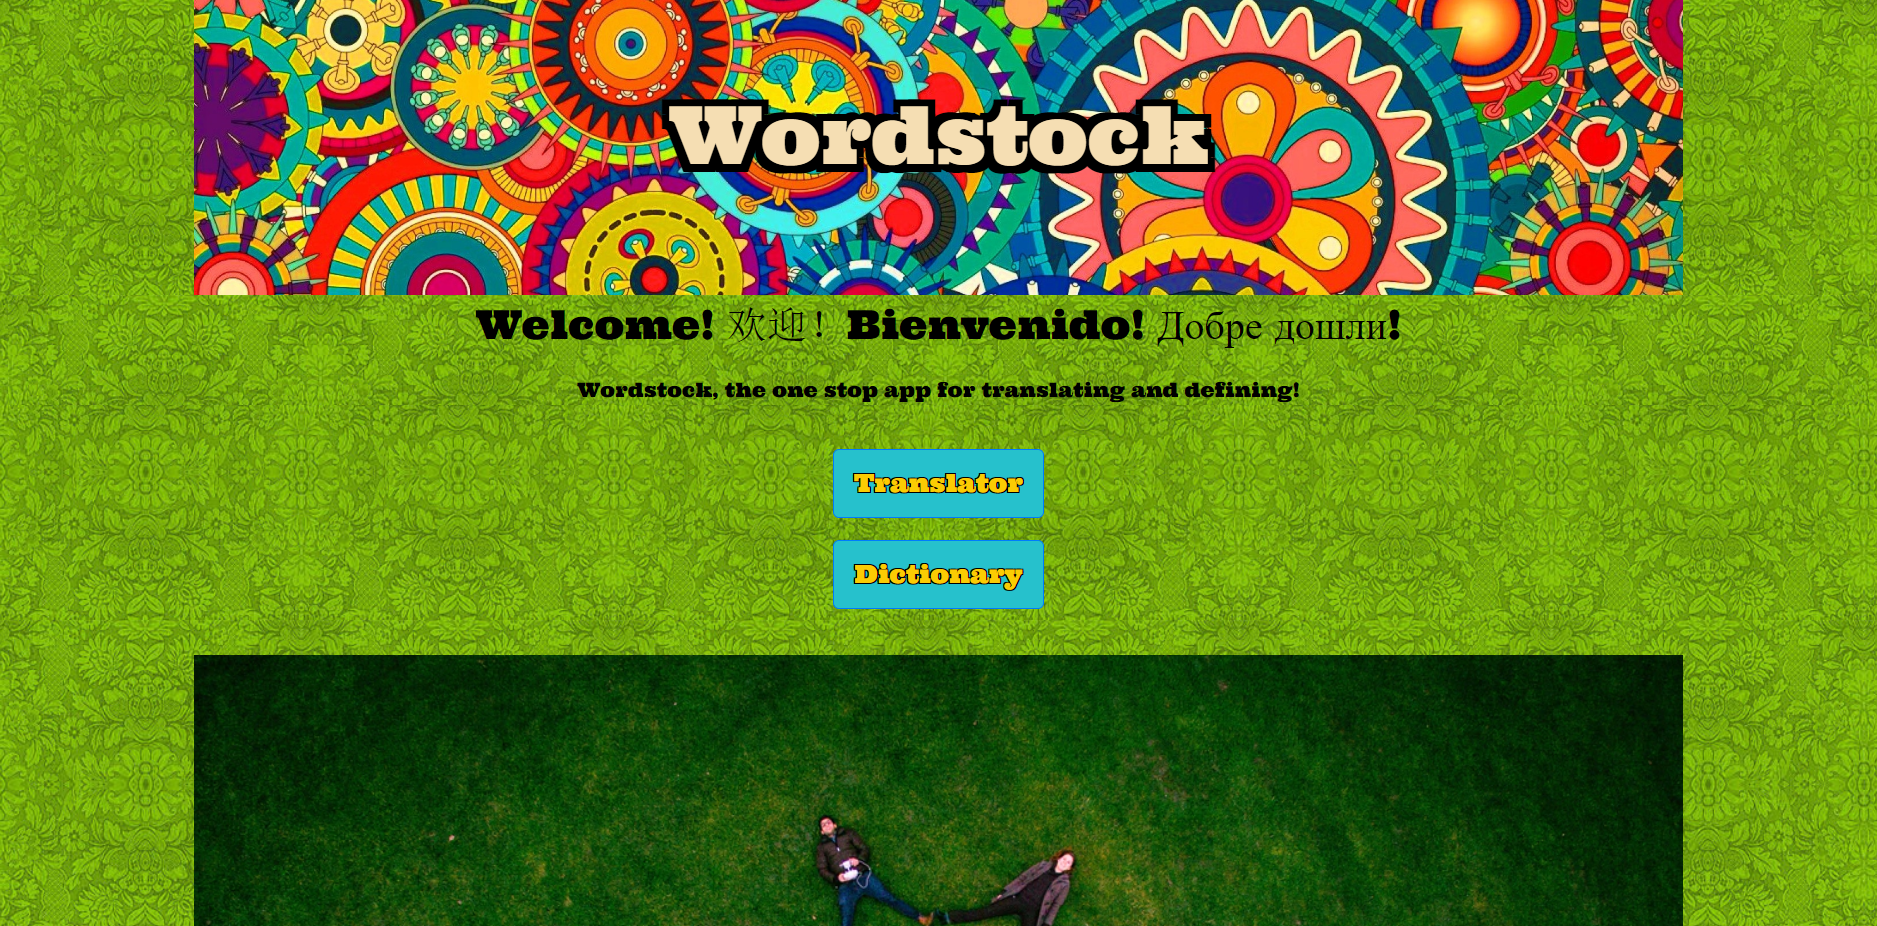 Wordstock
Welcome! 欢迎！ Bienvenido! Добре дошли!
Wordstock, the one stop app for translating and defining!
Translator
Dictionary